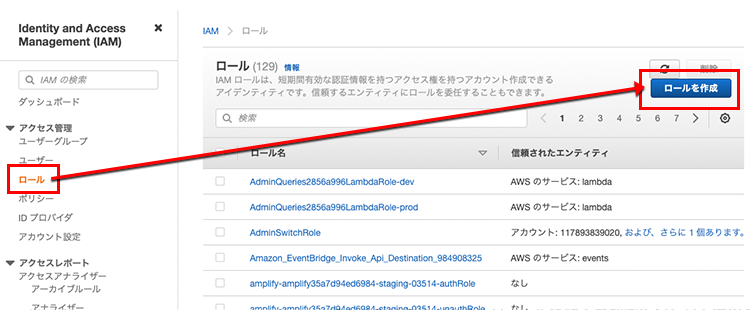 Identity and Access
Management (IAM)
IAM の検索
ダッシュボード
アクセス管理
ユーザーグループ
ユーザー
ロール
ポリシー
ID プロバイダ
アカウント設定
アクセスレポート
アクセスアナライザー
アーカイブルール
アナライザー
IAM > ロール
ロール (129) 情報
IAM ロールは、短期間有効な認証情報を持つアクセス権を持つアカウント作成できる
アイデンティティです。信頼するエンティティにロールを委任することもできます。
削除
ロールを作成
検索
1 2 3 4 5 6 7
ロール名 信頼されたエンティティ
AdminQueries2856a996LambdaRole-dev AWS のサービス: lambda
AdminQueries2856a996LambdaRole-prod AWS のサービス: lambda
AdminSwitchRole アカウント: 117893839020, および、さらに 1 個あります。
Amazon_EventBridge_Invoke_Api_Destination_984908325 AWS のサービス: events
amplify-amplify35a7d94ed6984-staging-03514-authRole なし
amplify-amplify35a7d94ed6984-staging-03514-unauthRole なし